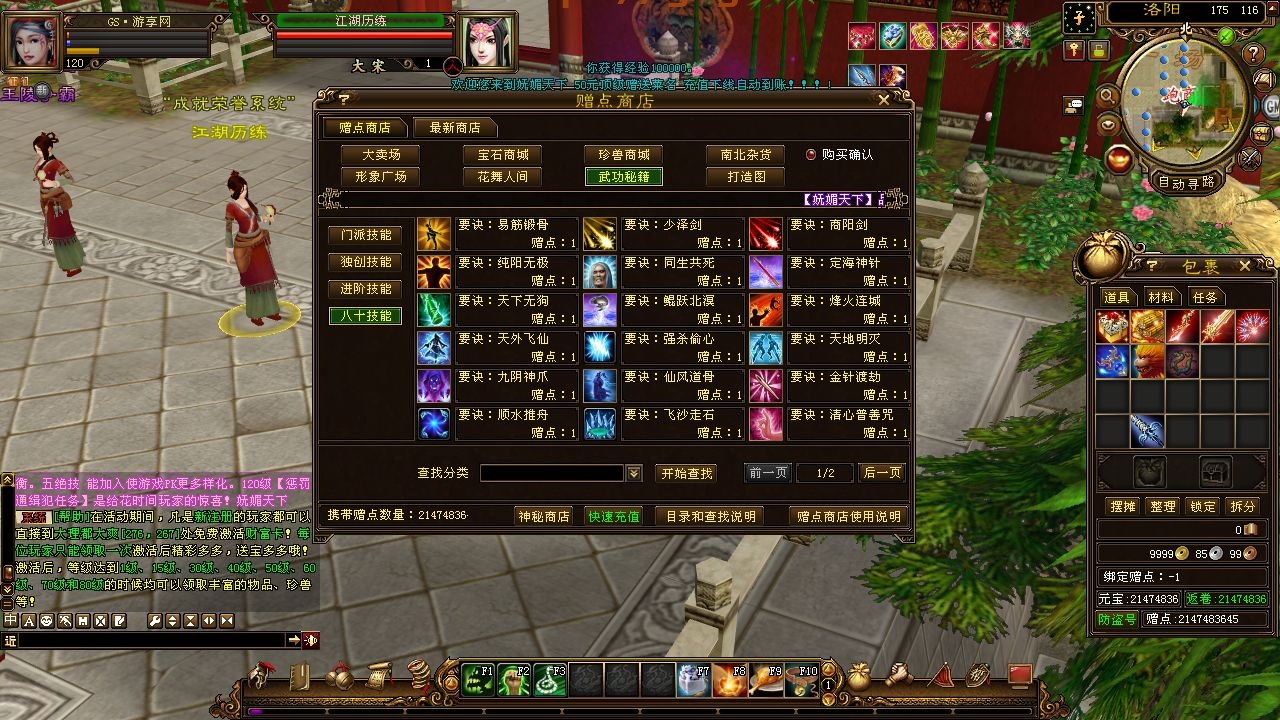 GS·游享网
120
江湖历练
大宋
1
洛阳 175 116
北
自动寻路
王陵 霸
"成就荣誉系统"
江湖历练
你获得经验100000。
欢迎您来到妩媚天下 50元顶级赠送乘名 充值下线自动到账！！！！
赠点商店
赠点商店 最新商店
大卖场 宝石商城 珍兽商城 南北杂货 购买确认
形象广场 花舞人间 武功秘籍 打造图
【妩媚天下】
门派技能
独创技能
进阶技能
八十技能
要诀：易筋锻骨 要诀：少泽剑 要诀：商阳剑
赠点：1 赠点：1 赠点：1
要诀：纯阳无极 要诀：同生共死 要诀：定海神针
赠点：1 赠点：1 赠点：1
要诀：天下无狗 要诀：鲲跃北溟 要诀：烽火连城
赠点：1 赠点：1 赠点：1
要诀：天外飞仙 要诀：强杀偷心 要诀：天地明灭
赠点：1 赠点：1 赠点：1
要诀：九阴神爪 要诀：仙风道骨 要诀：金针渡劫
赠点：1 赠点：1 赠点：1
要诀：顺水推舟 要诀：飞沙走石 要诀：清心普善咒
赠点：1 赠点：1 赠点：1
查找分类 开始查找 前一页 1/2 后一页
携带赠点数量：21474836 神秘商店 快速充值 目录和查找说明 赠点商店使用说明
包裹
道具 材料 任务
摆摊 整理 锁定 拆分
0
9999 85 99
绑定赠点：-1
元宝:21474836 返卷:21474836
防盗号 赠点:2147483645
衡。五绝技 能加入使游戏PK更多祥化。120级【惩罚
通缉犯任务】是给花时间玩家的惊喜！妩媚天下
系统 [帮助]在活动期间，凡是新注册的玩家都可以
直接到大理都大爽[276，267]处免费激活财富卡！每
位玩家只能领取一次激活后精彩多多，送宝多多哦！
激活后，等级达到1级、15级、30级、40级、50级、60
级、70级和80级的时候均可以领取丰富的物品、珍兽
等！
近
F1 F2 F3 F7 F8 F9 F10